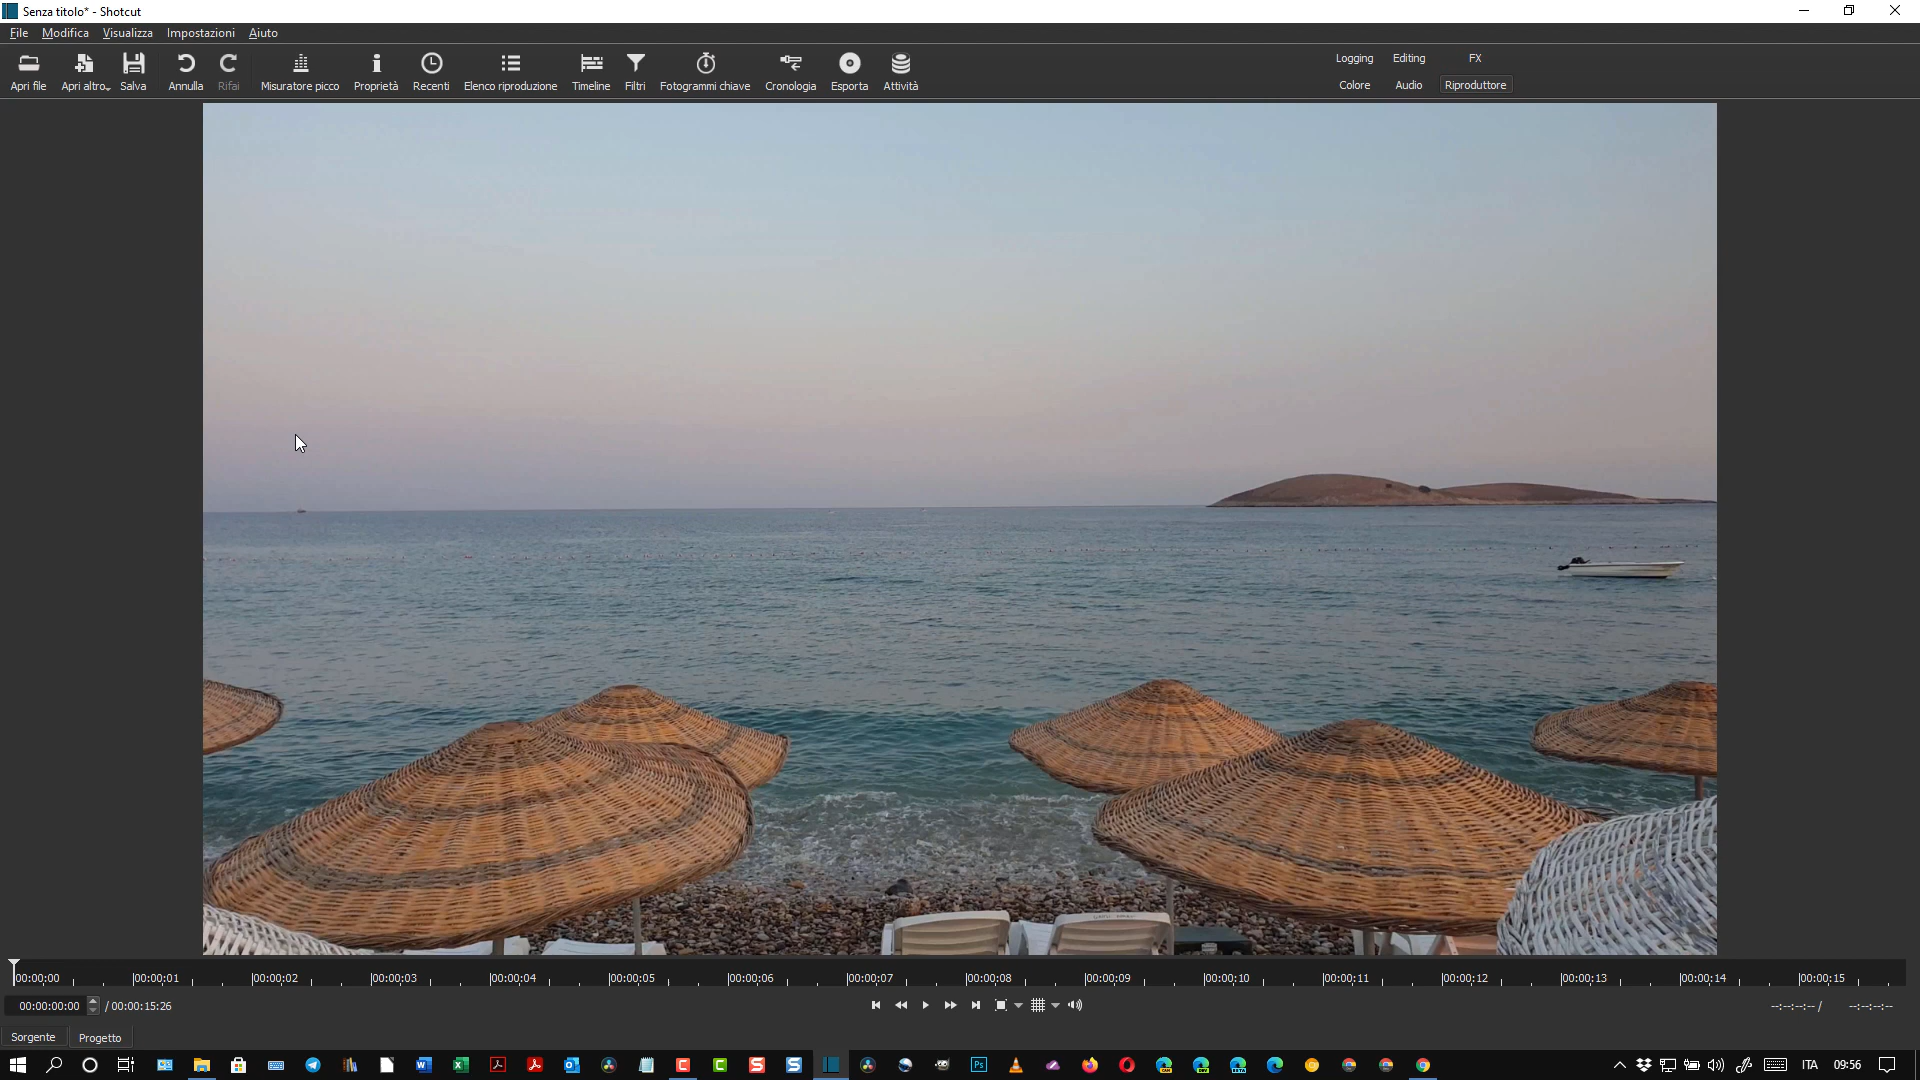 Senza titolo* - Shotcut
File Modifica Visualizza Impostazioni Aiuto
Apri file Apri altro Salva Annulla Rifai Misuratore picco Proprietà Recenti Elenco riproduzione Timeline Filtri Fotogrammi chiave Cronologia Esporta Attività
Logging Editing FX
Colore Audio Riproduttore
00:00:00 00:00:01 00:00:02 00:00:03 00:00:04 00:00:05 00:00:06 00:00:07 00:00:08 00:00:09 00:00:10 00:00:11 00:00:12 00:00:13 00:00:14 00:00:15
00:00:00:00 / 00:00:15:26 --:--:--:-- / --:--:--:--
Sorgente Progetto
ITA 09:56